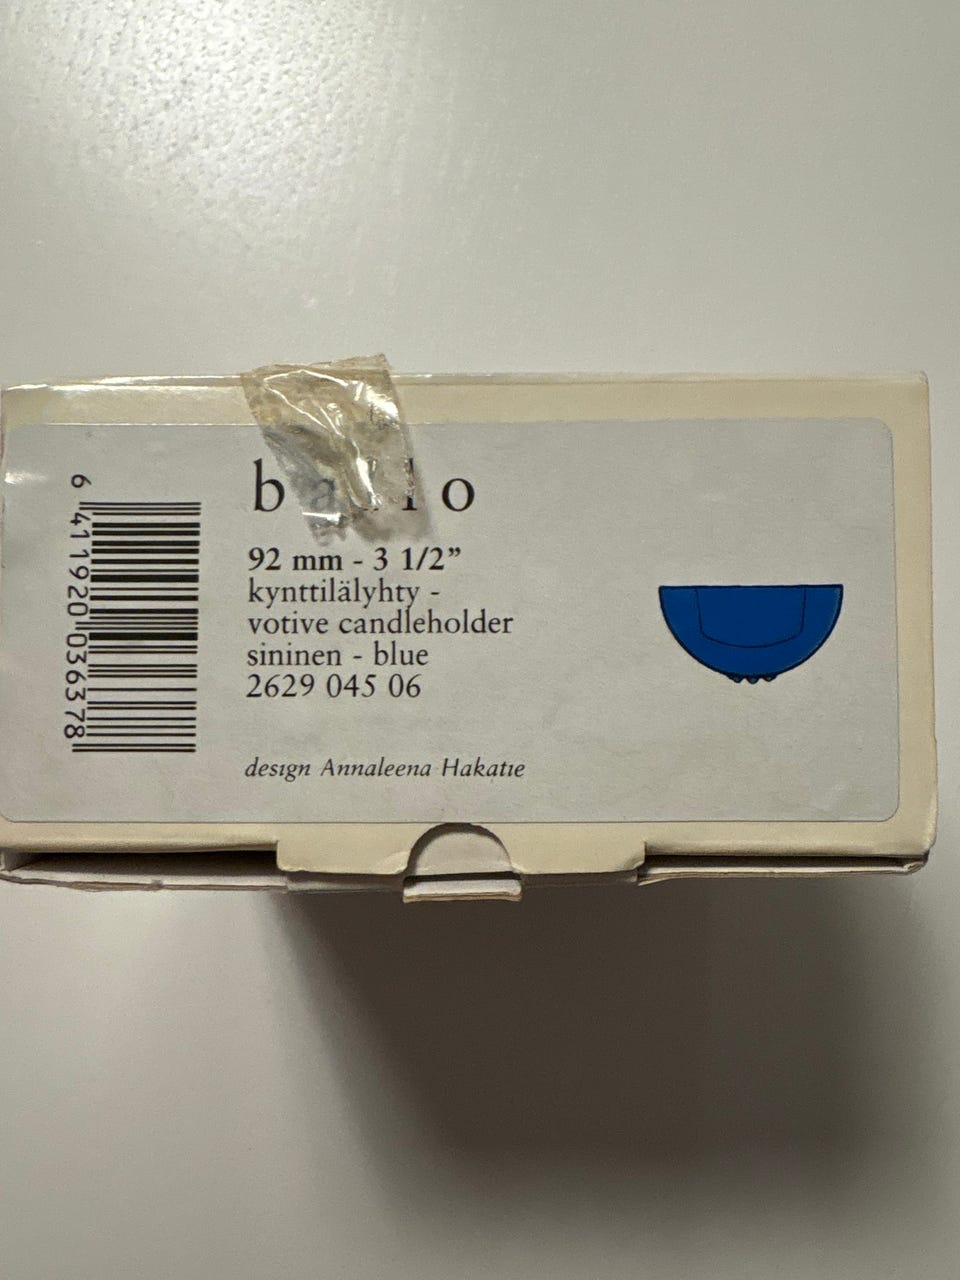 ballo
92 mm - 3 1/2”
kynttilälyhty -
votive candleholder
sininen - blue
2629 045 06
design Annaleena Hakatie
6 411920 036378